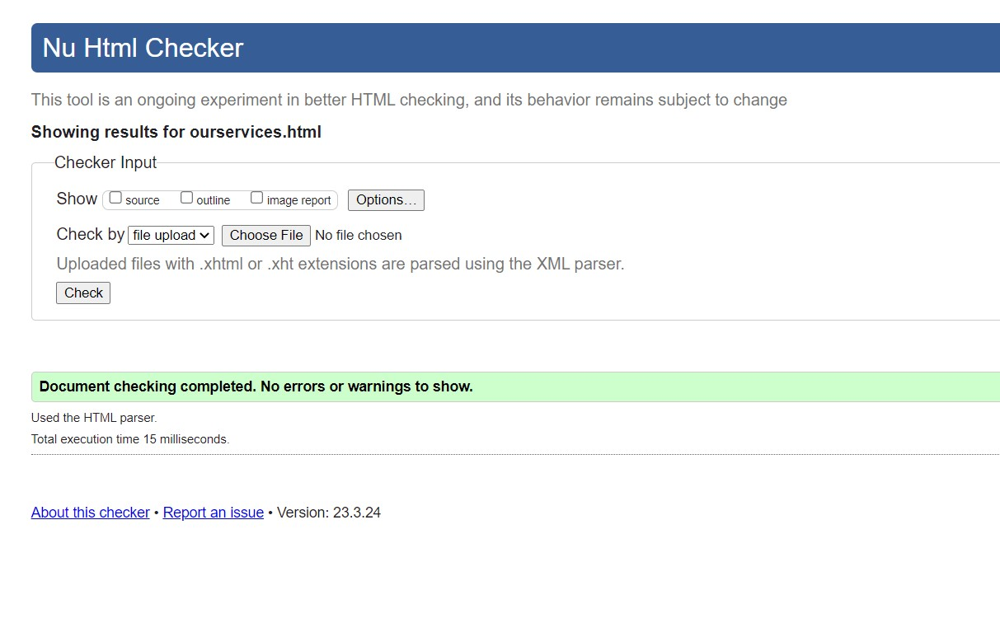 Nu Html Checker
This tool is an ongoing experiment in better HTML checking, and its behavior remains subject to change
Showing results for ourservices.html
Checker Input
Show source outline image report Options…
Check by file upload Choose File No file chosen
Uploaded files with .xhtml or .xht extensions are parsed using the XML parser.
Check
Document checking completed. No errors or warnings to show.
Used the HTML parser.
Total execution time 15 milliseconds.
About this checker • Report an issue • Version: 23.3.24